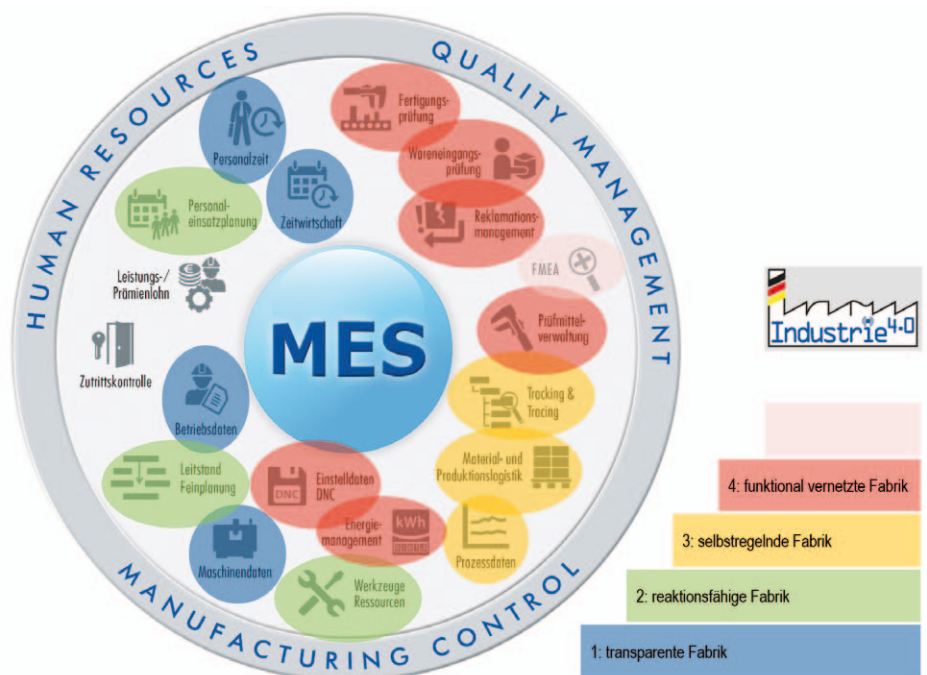 HUMAN RESOURCES
QUALITY MANAGEMENT
MANUFACTURING CONTROL
Personalzeit
Zeitwirtschaft
Personal-
einsatzplanung
Leistungs-/
Prämienlohn
Zutrittskontrolle
Fertigungs-
prüfung
Wareneingangs-
prüfung
Reklamations-
management
FMEA
Prüfmittel-
verwaltung
MES
Betriebsdaten
Leitstand
Feinplanung
Maschinendaten
DNC
Einstelldaten
DNC
Energie-
management
kWh
Werkzeuge
Ressourcen
Tracking &
Tracing
Material- und
Produktionslogistik
Prozessdaten
Industrie 4.0
4: funktional vernetzte Fabrik
3: selbstregelnde Fabrik
2: reaktionsfähige Fabrik
1: transparente Fabrik